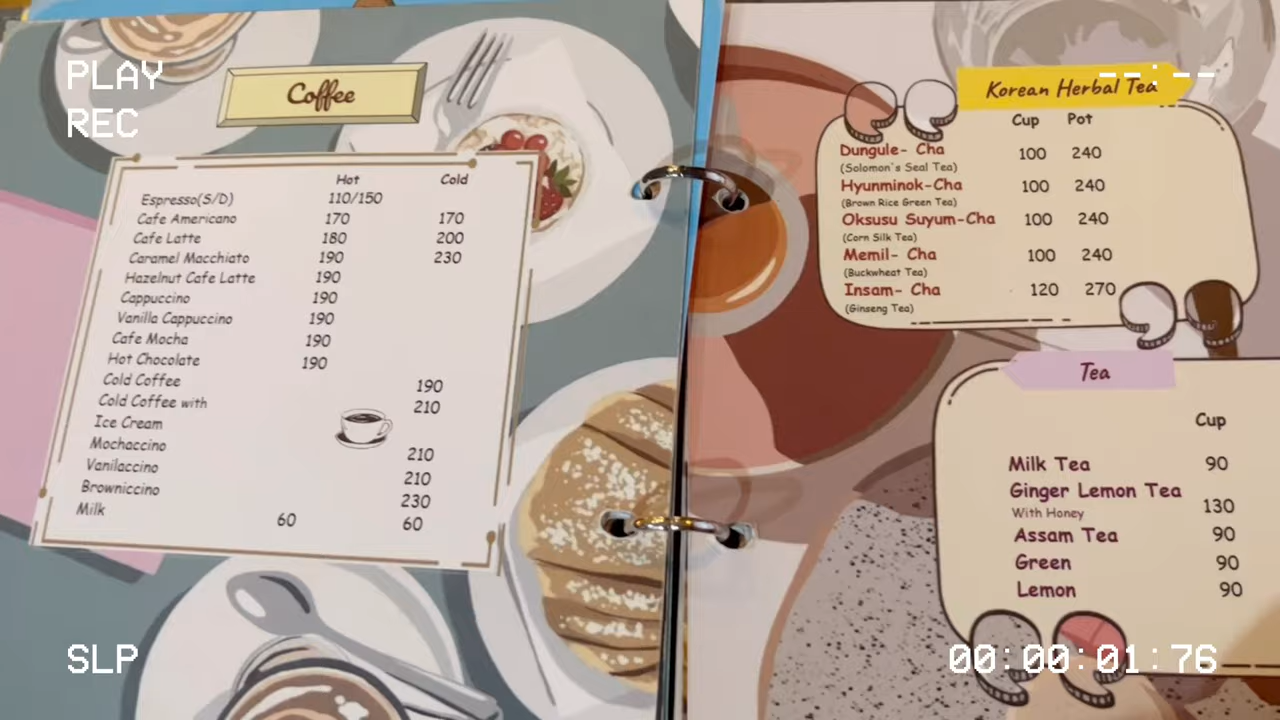 PLAY
REC
--:--
Coffee
Hot Cold
Espresso(S/D) 110/150
Cafe Americano 170 170
Cafe Latte 180 200
Caramel Macchiato 190 230
Hazelnut Cafe Latte 190
Cappuccino 190
Vanilla Cappuccino 190
Cafe Mocha 190
Hot Chocolate 190
Cold Coffee 190
Cold Coffee with 210
Ice Cream
Mochaccino 210
Vanilaccino 210
Browniccino 230
Milk 60 60
Korean Herbal Tea
Cup Pot
Dungule- Cha 100 240
(Solomon's Seal Tea)
Hyunminok-Cha 100 240
(Brown Rice Green Tea)
Oksusu Suyum-Cha 100 240
(Corn Silk Tea)
Memil- Cha 100 240
(Buckwheat Tea)
Insam- Cha 120 270
(Ginseng Tea)
Tea
Cup
Milk Tea 90
Ginger Lemon Tea
With Honey 130
Assam Tea 90
Green 90
Lemon 90
SLP
00:00:01:76